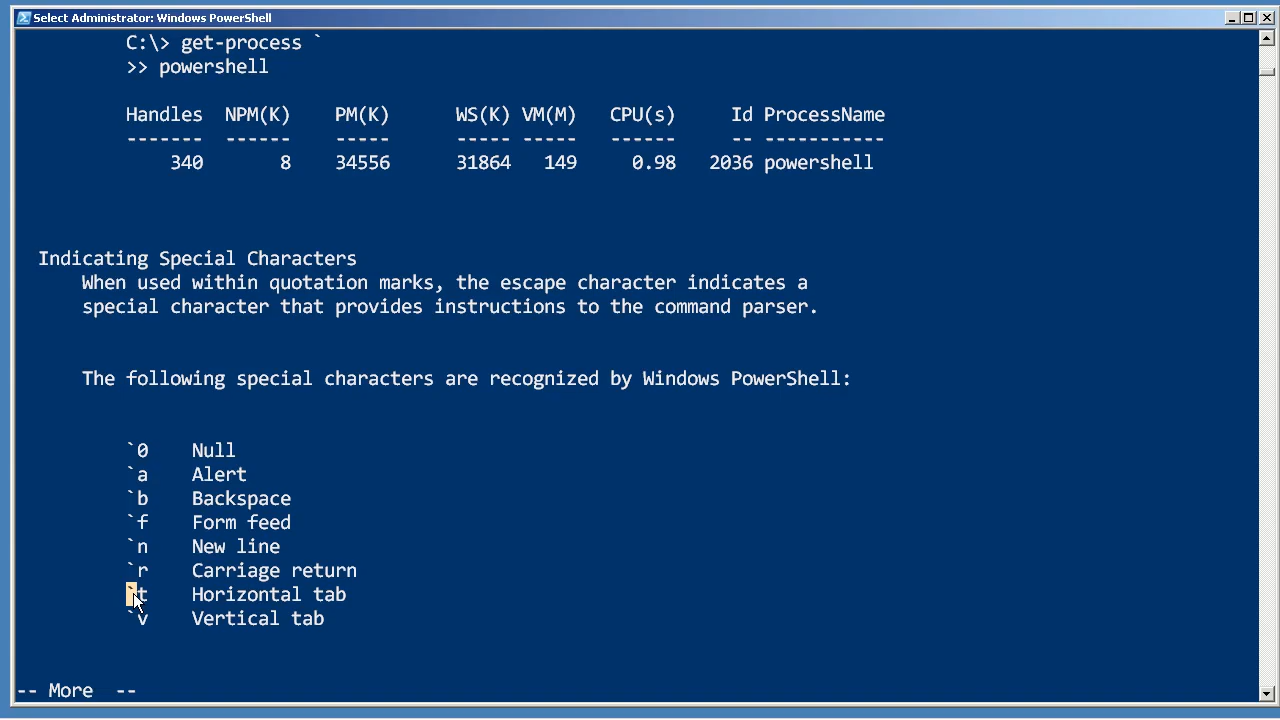 Select Administrator: Windows PowerShell
C:\> get-process `
>> powershell
Handles NPM(K) PM(K) WS(K) VM(M) CPU(s) Id ProcessName
------- ------ ----- ----- ----- ------ -- -----------
340 8 34556 31864 149 0.98 2036 powershell
Indicating Special Characters
When used within quotation marks, the escape character indicates a
special character that provides instructions to the command parser.
The following special characters are recognized by Windows PowerShell:
`0 Null
`a Alert
`b Backspace
`f Form feed
`n New line
`r Carriage return
`t Horizontal tab
`v Vertical tab
-- More --